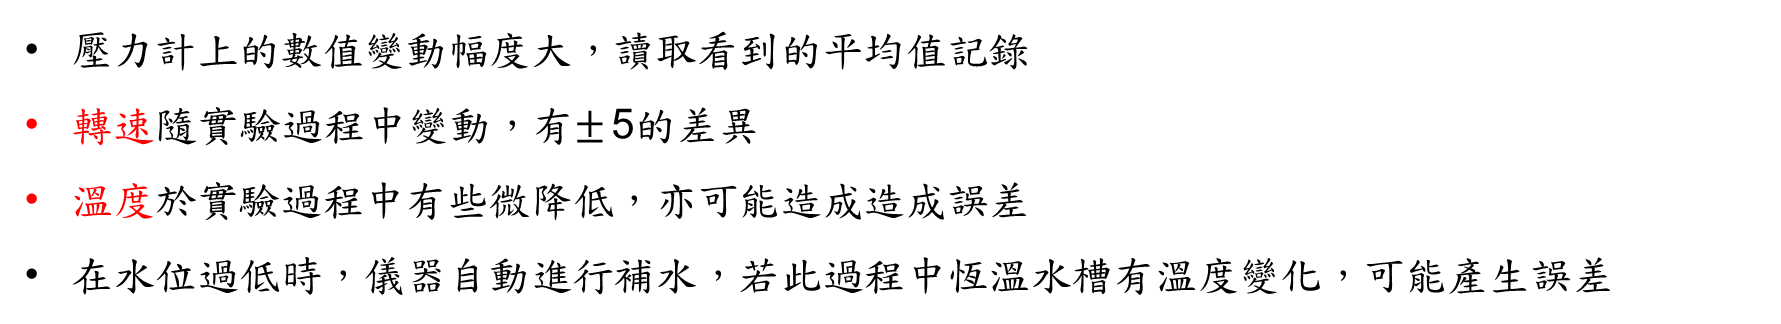 • 壓力計上的數值變動幅度大，讀取看到的平均值記錄
• 轉速隨實驗過程中變動，有±5的差異
• 溫度於實驗過程中有些微降低，亦可能造成造成誤差
• 在水位過低時，儀器自動進行補水，若此過程中恆溫水槽有溫度變化，可能產生誤差